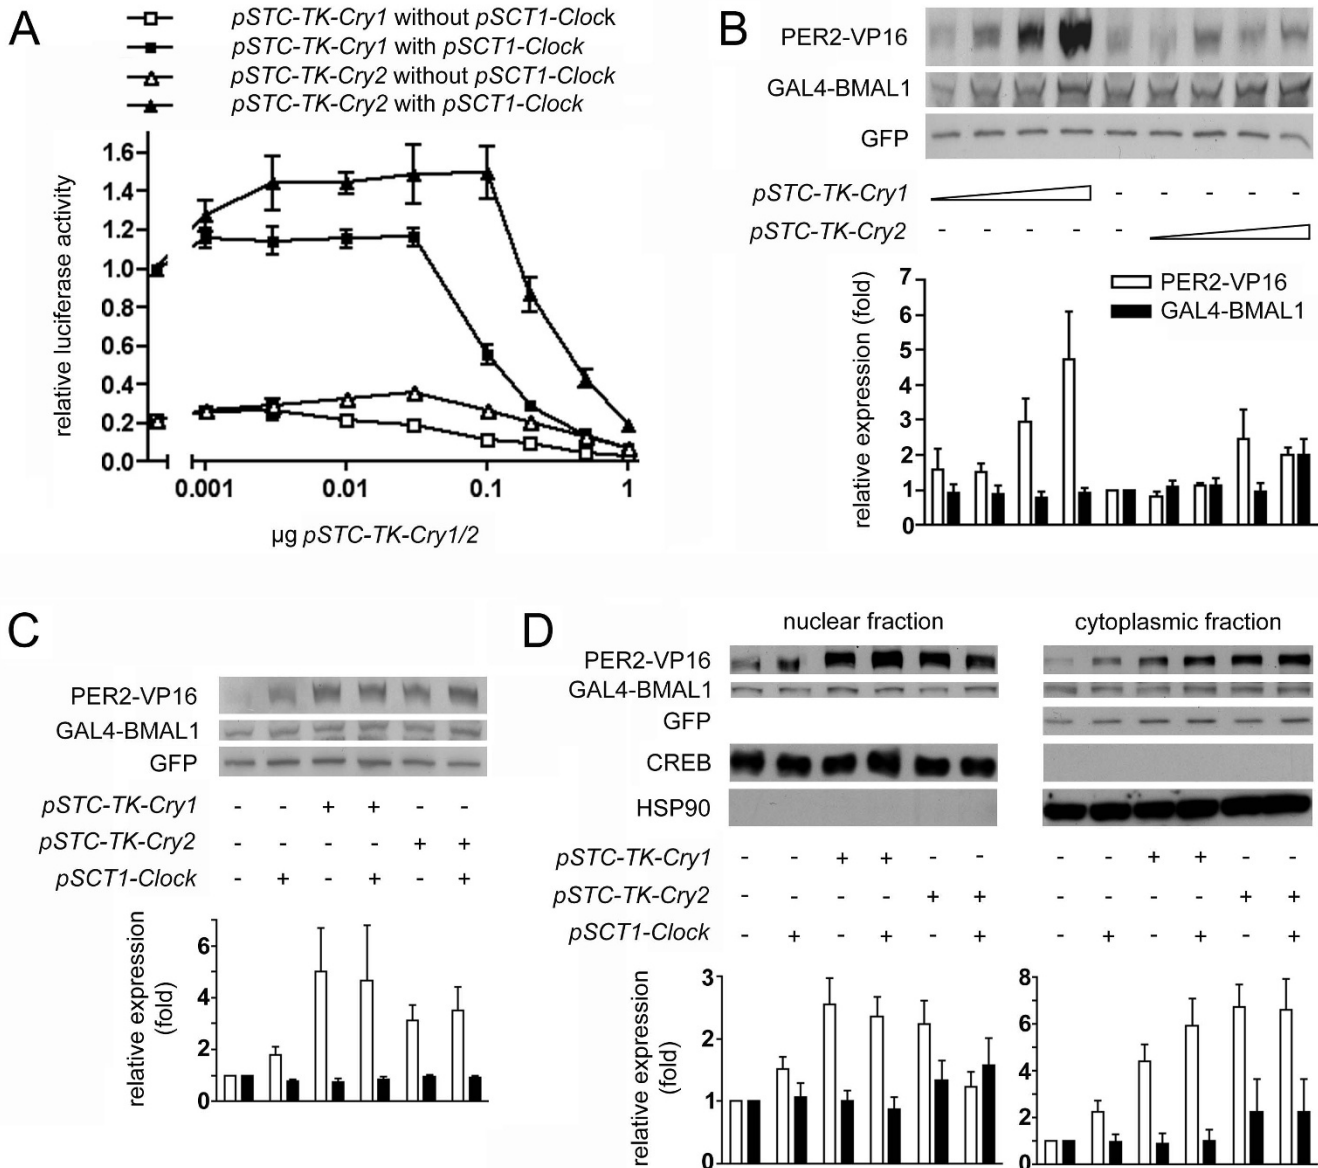 A
pSTC-TK-Cry1 without pSCT1-Clock
pSTC-TK-Cry1 with pSCT1-Clock
pSTC-TK-Cry2 without pSCT1-Clock
pSTC-TK-Cry2 with pSCT1-Clock
relative luciferase activity
1.6
1.4
1.2
1.0
0.8
0.6
0.4
0.2
0.0
0.001 0.01 0.1 1
µg pSTC-TK-Cry1/2
B
PER2-VP16
GAL4-BMAL1
GFP
pSTC-TK-Cry1 - - - - -
pSTC-TK-Cry2 - - - - -
relative expression (fold)
7
6
5
4
3
2
1
0
PER2-VP16
GAL4-BMAL1
C
PER2-VP16
GAL4-BMAL1
GFP
pSTC-TK-Cry1 - - + + - -
pSTC-TK-Cry2 - - - - + +
pSCT1-Clock - + - + - +
relative expression
(fold)
6
4
2
0
D
nuclear fraction cytoplasmic fraction
PER2-VP16
GAL4-BMAL1
GFP
CREB
HSP90
pSTC-TK-Cry1 - - + + - - - - + + - -
pSTC-TK-Cry2 - - - - + + - - - - + +
pSCT1-Clock - + - + - + - + - + - +
relative expression
(fold)
3
2
1
0
8
6
4
2
0